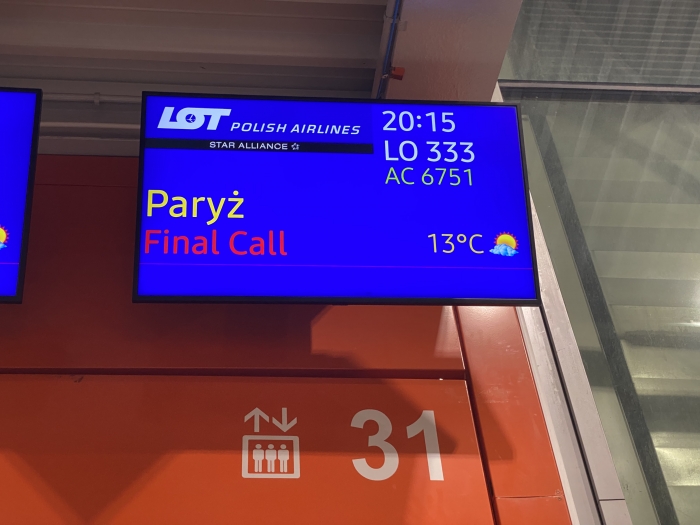 LOT POLISH AIRLINES
STAR ALLIANCE
20:15
LO 333
AC 6751
Paryż
Final Call
13°C
31